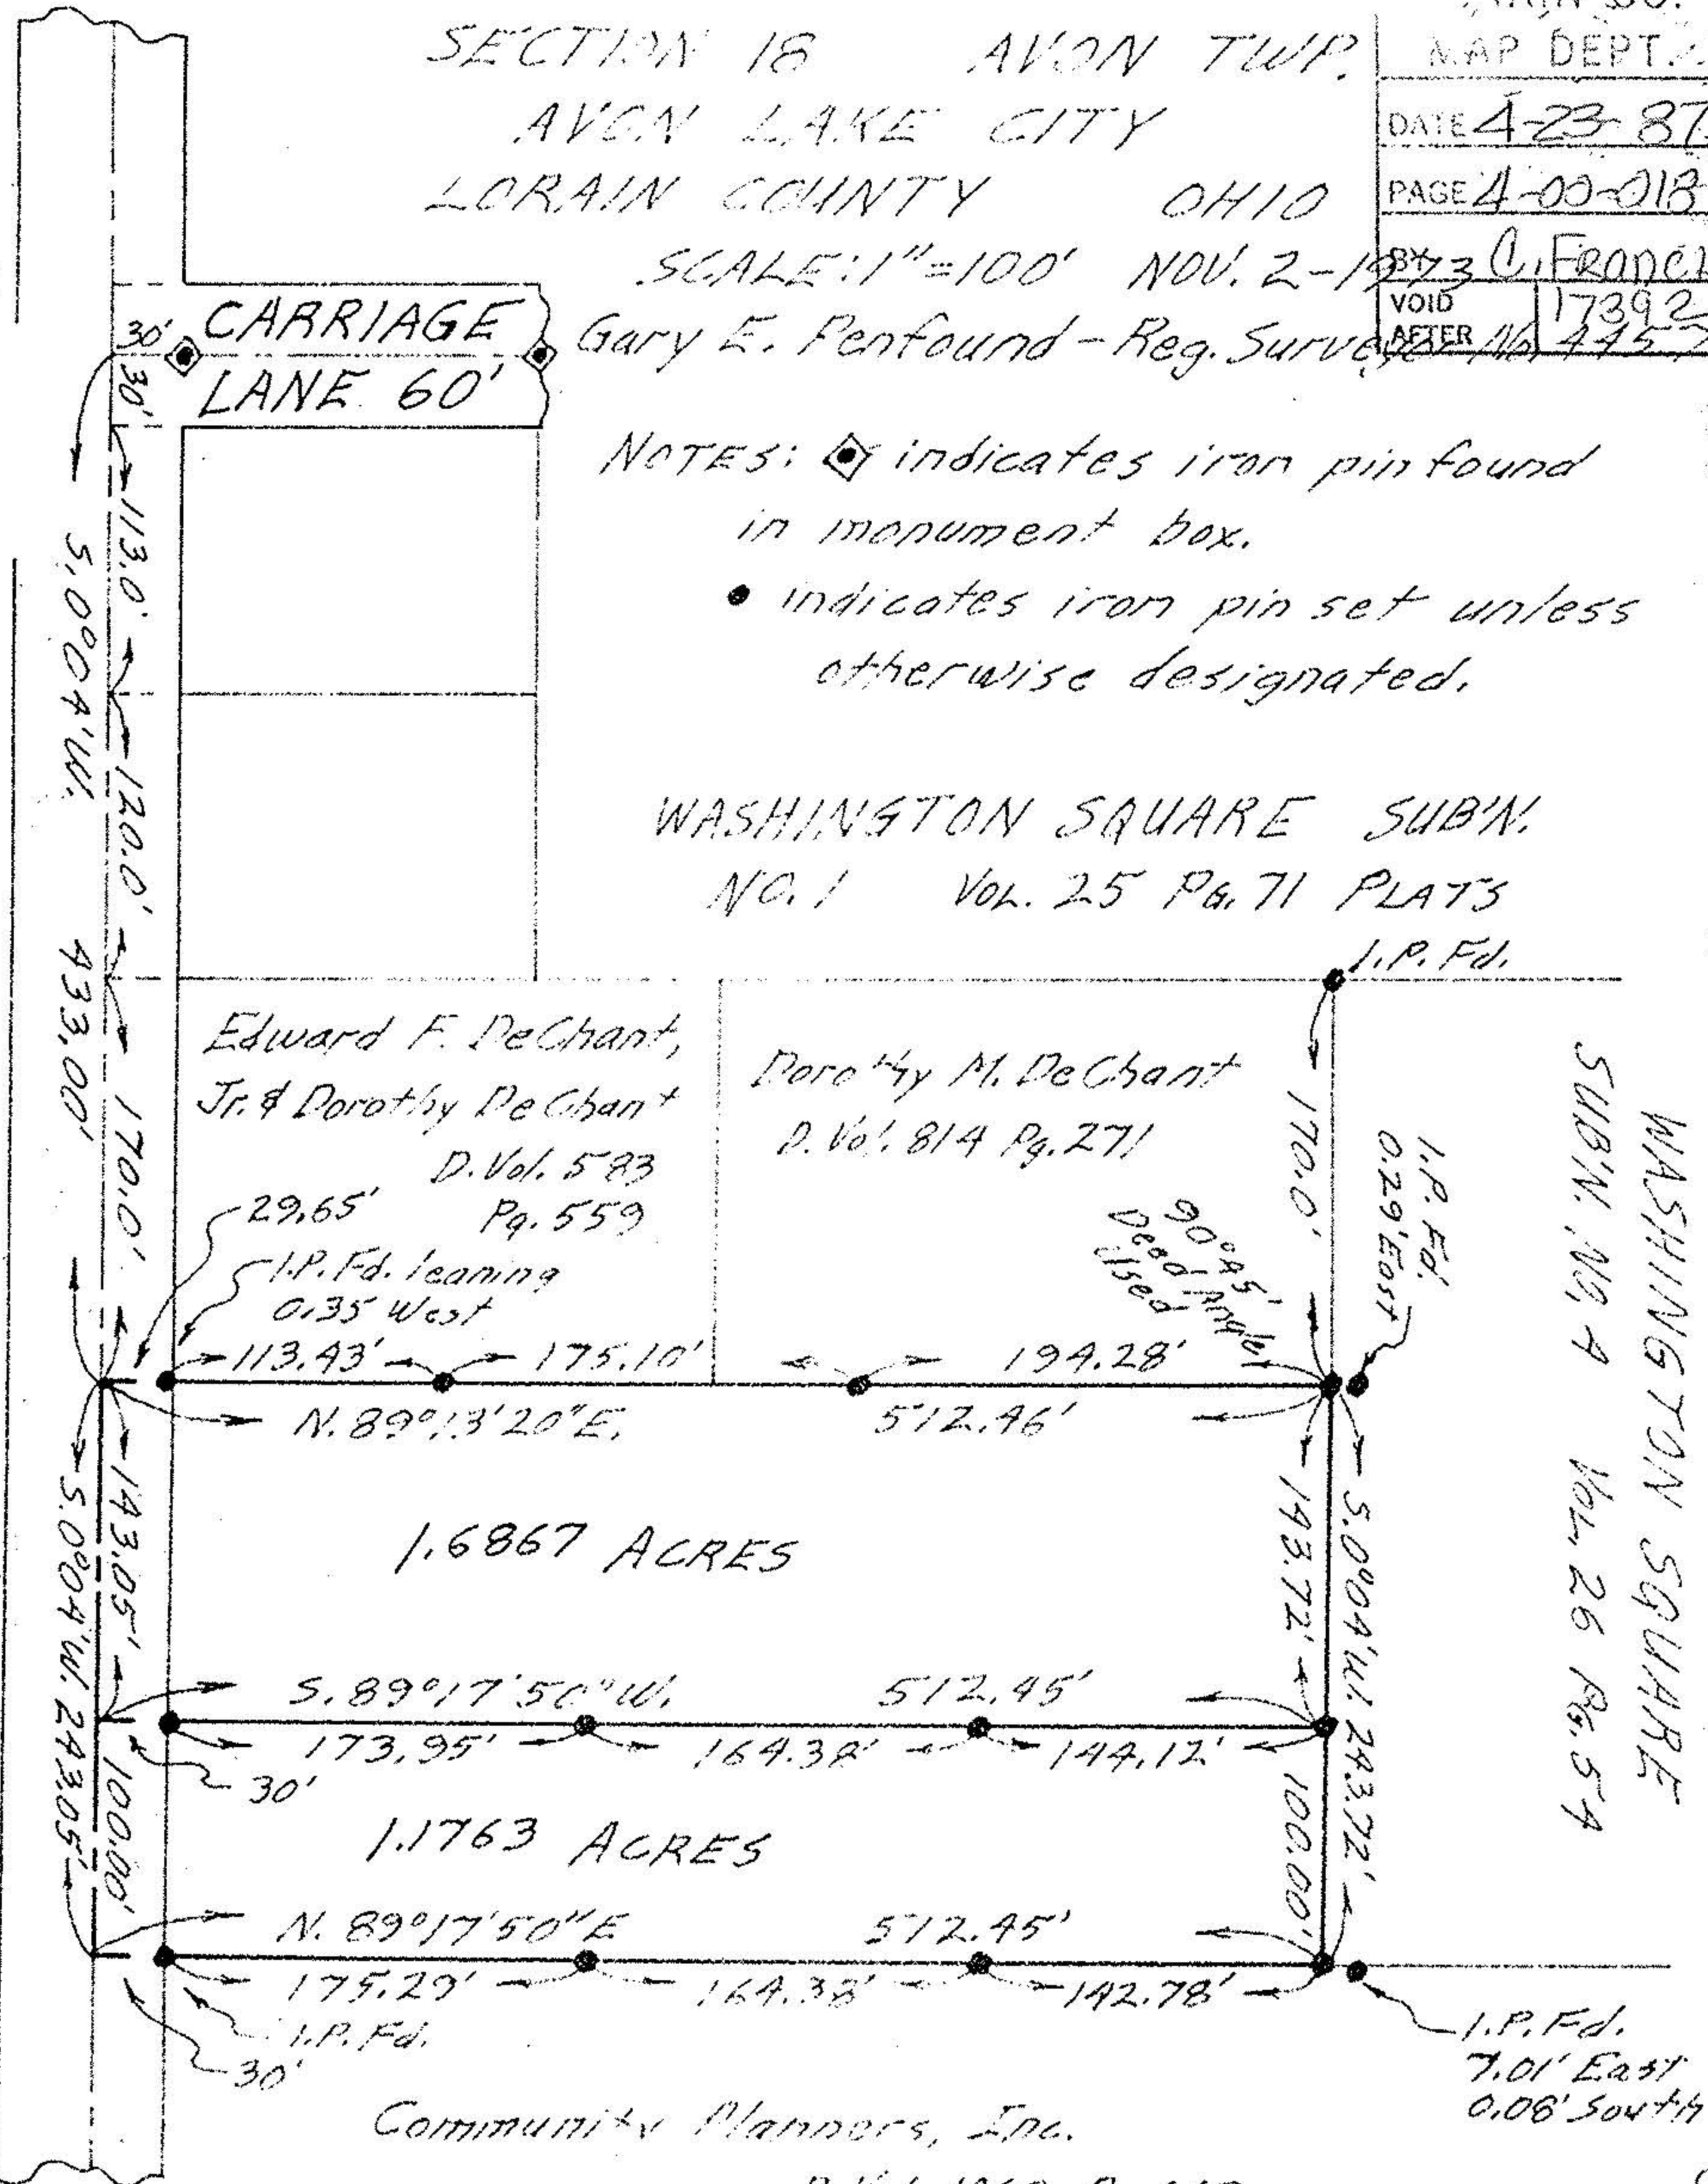 SECTION 18 AVON TWP.
AVON LAKE CITY
LORAIN COUNTY OHIO
SCALE: 1"=100' NOV. 2-1973
Gary E. Penfound - Reg. Surveyor No.
MAP DEPT.
DATE 4-23-87
PAGE 4-00-018
BY C. Francis
VOID AFTER
17392
CARRIAGE
LANE 60'
30'
30'
NOTES: indicates iron pin found
in monument box.
• indicates iron pin set unless
otherwise designated.
113.0'
S. 0°04' W. 433.00'
120.0'
WASHINGTON SQUARE SUB'N.
NO. 1 VOL. 25 PG. 71 PLATS
I.P. Fd.
170.0'
Edward F. DeChant,
Jr. & Dorothy DeChant
D. Vol. 583
Pg. 559
Dorothy M. DeChant
D. Vol. 814 Pg. 271
170.0'
I.P. Fd.
0.29' East
WASHINGTON SQUARE
SUB'N. NO. 4 VOL. 26 PG. 54
29.65'
I.P. Fd. leaning
0.35 West
90°45'
Deed Angle
Used
113.43' 175.10' 194.28'
N. 89°13'20" E. 512.46'
143.05'
S. 0°04' W. 243.05'
1.6867 ACRES
143.72'
S. 0°04' W. 243.72'
S. 89°17'50" W. 512.45'
173.95' 164.38' 144.12'
30'
100.00'
1.1763 ACRES
100.00'
N. 89°17'50" E 512.45'
175.29' 164.38' 142.78'
I.P. Fd.
30'
I.P. Fd.
7.01' East
0.08' South
Community Planners, Inc.